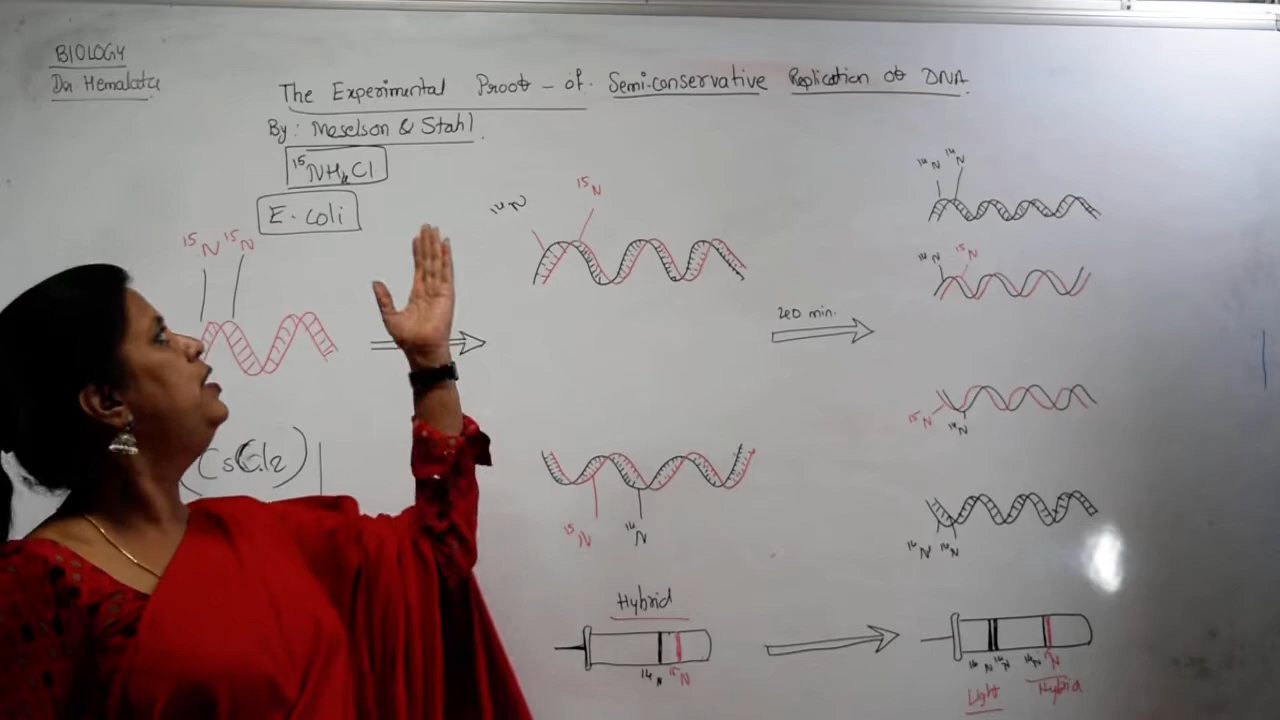 BIOLOGY
Dr. Hemalata
The Experimental Proof - of. Semi-conservative Replication of DNA.
By: Meselson & Stahl.
15NH4Cl
E. coli
15N 15N
14N 15N
14N 14N
14N 15N
20 min.
15N 14N
(CsCl2)
15N 14N
14N 14N
Hybrid
14N 15N
14N 14N 14N 15N
Light Hybrid